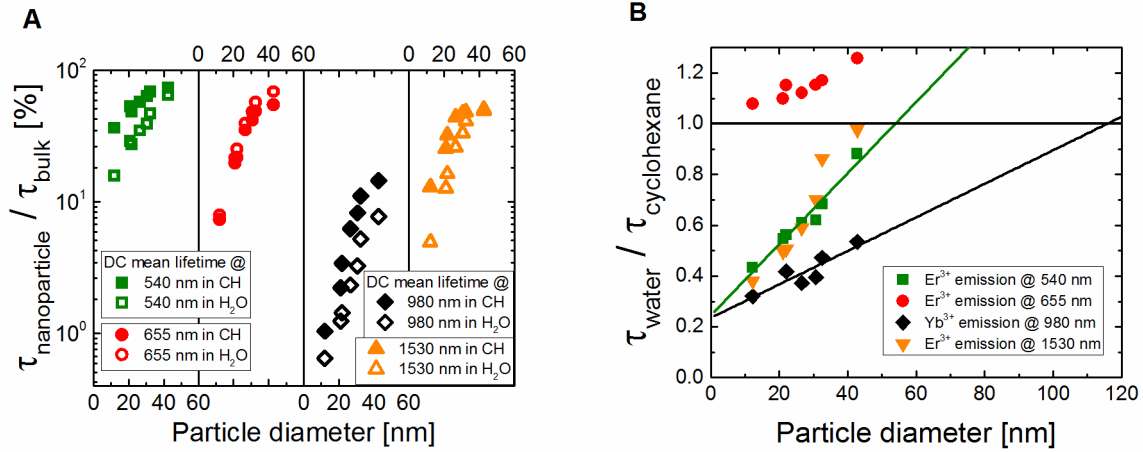 A
0 20 40 60 0 20 40 60
10²
10¹
10⁰
τnanoparticle / τbulk [%]
DC mean lifetime @
540 nm in CH
540 nm in H₂O
655 nm in CH
655 nm in H₂O
DC mean lifetime @
980 nm in CH
980 nm in H₂O
1530 nm in CH
1530 nm in H₂O
0 20 40 60 0 20 40 60
Particle diameter [nm]
B
1.2
1.0
0.8
0.6
0.4
0.2
0.0
τwater / τcyclohexane
Er³⁺ emission @ 540 nm
Er³⁺ emission @ 655 nm
Yb³⁺ emission @ 980 nm
Er³⁺ emission @ 1530 nm
0 20 40 60 80 100 120
Particle diameter [nm]